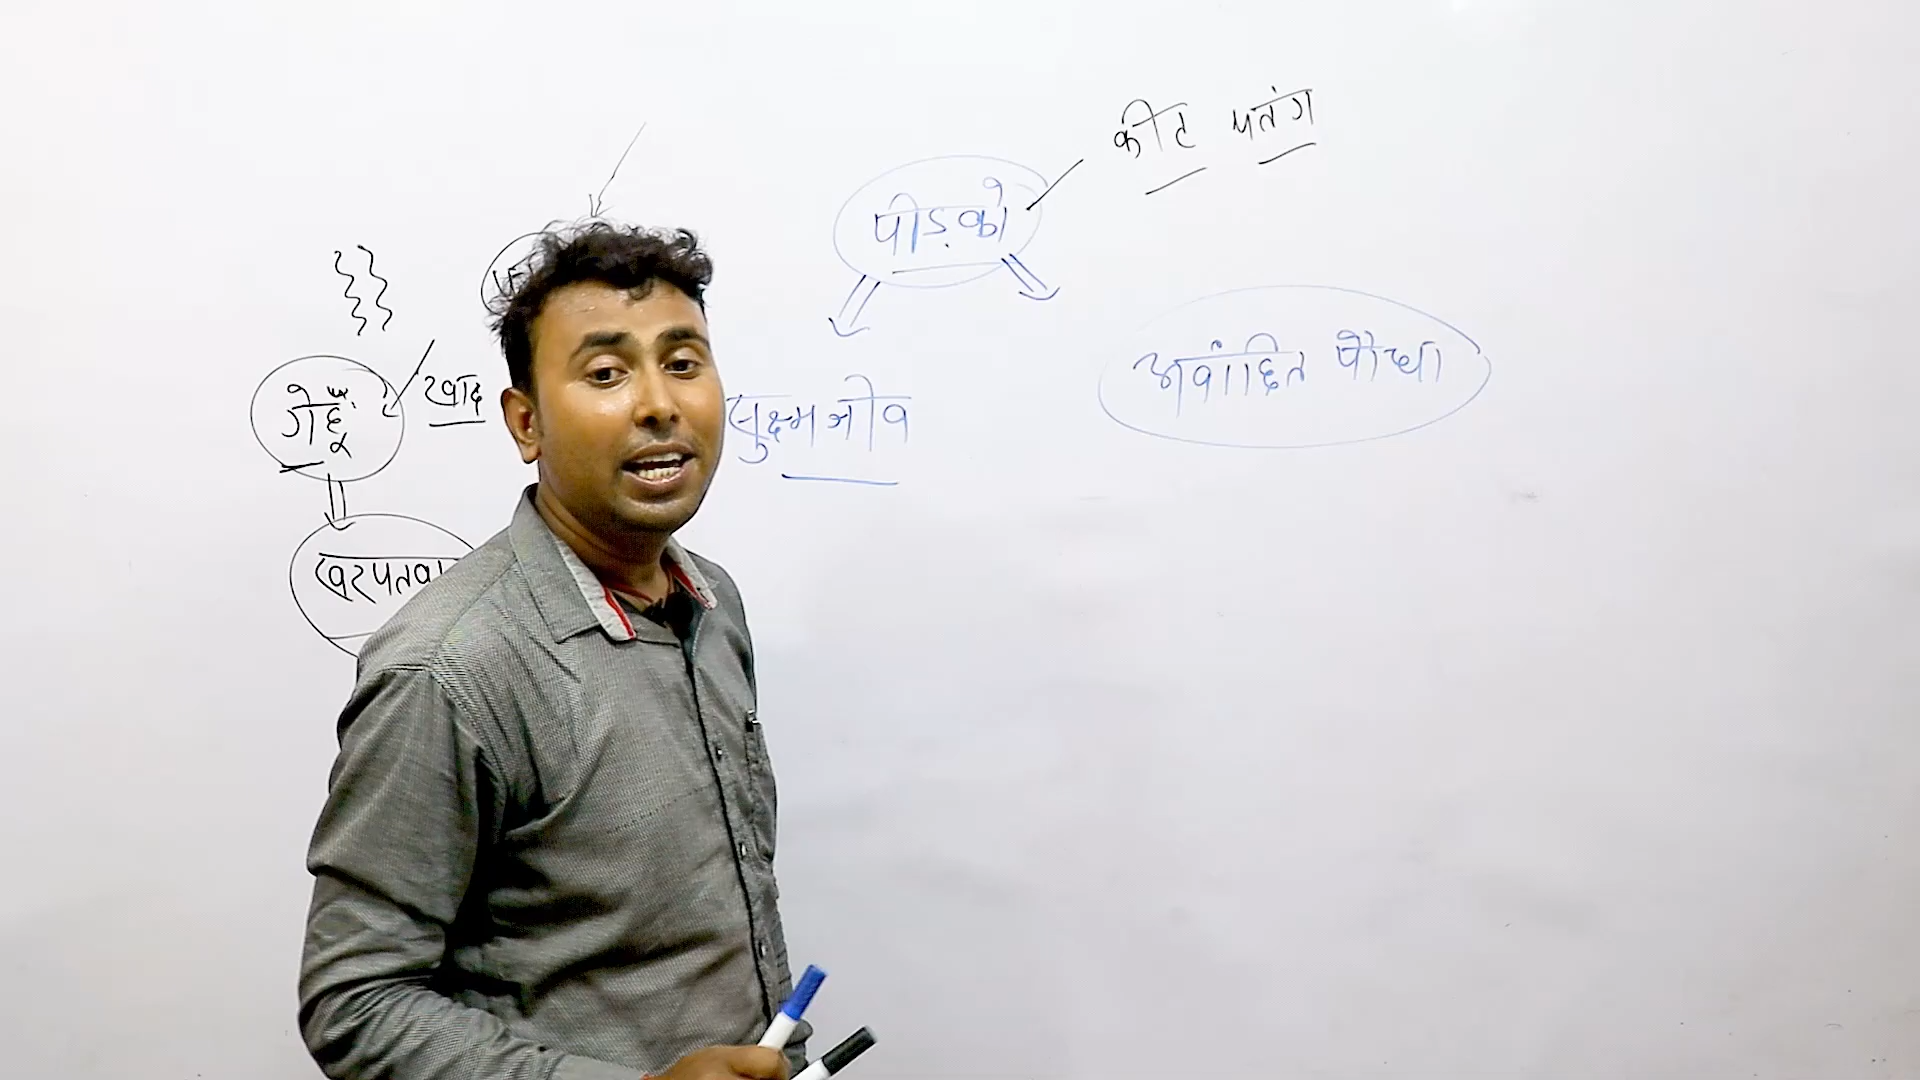 कीट पतंग
पीड़को
अवांछित पौधा
सुक्ष्मजीव
गेहूँ
खाद
खरपतवा